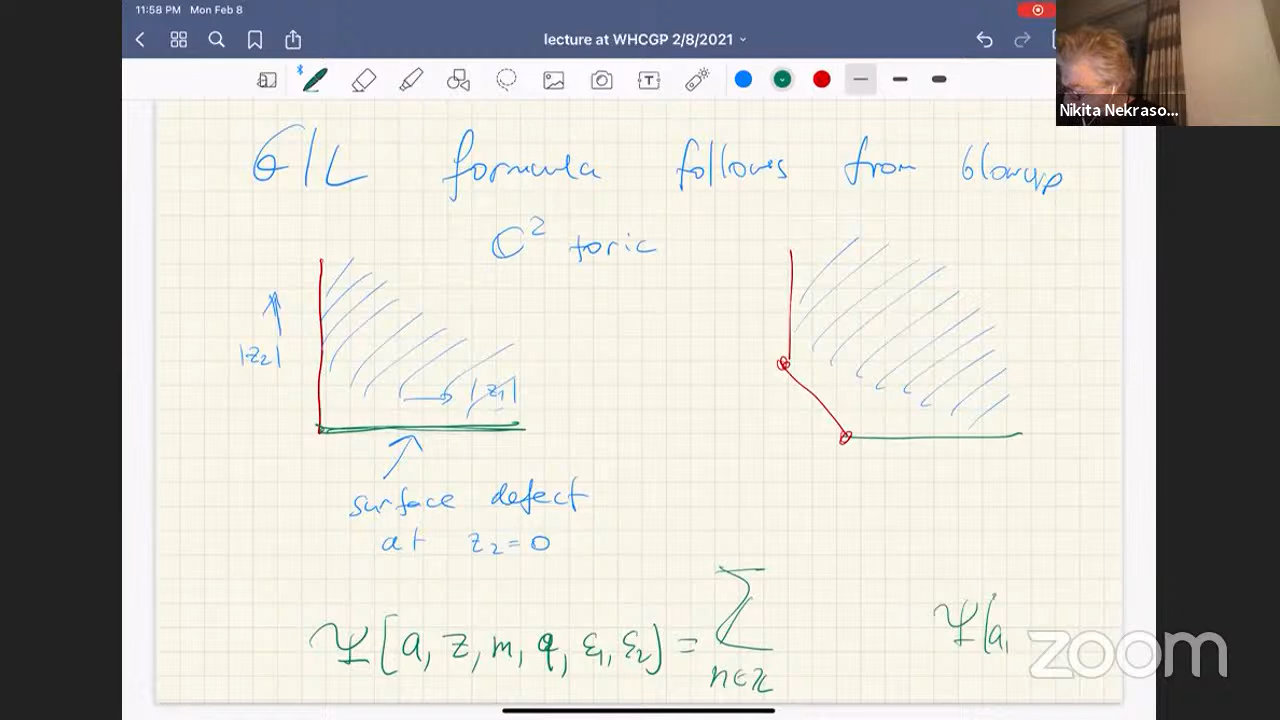 11:58 PM Mon Feb 8
lecture at WHCGP 2/8/2021
Nikita Nekraso...
GIL formula follows from blowup
C² toric
|z₂|
|z₁|
surface defect
at z₂=0
Ψ[a, z, m, q, ε₁, ε₂) = Σ Ψ(a,
n∈Z
zoom